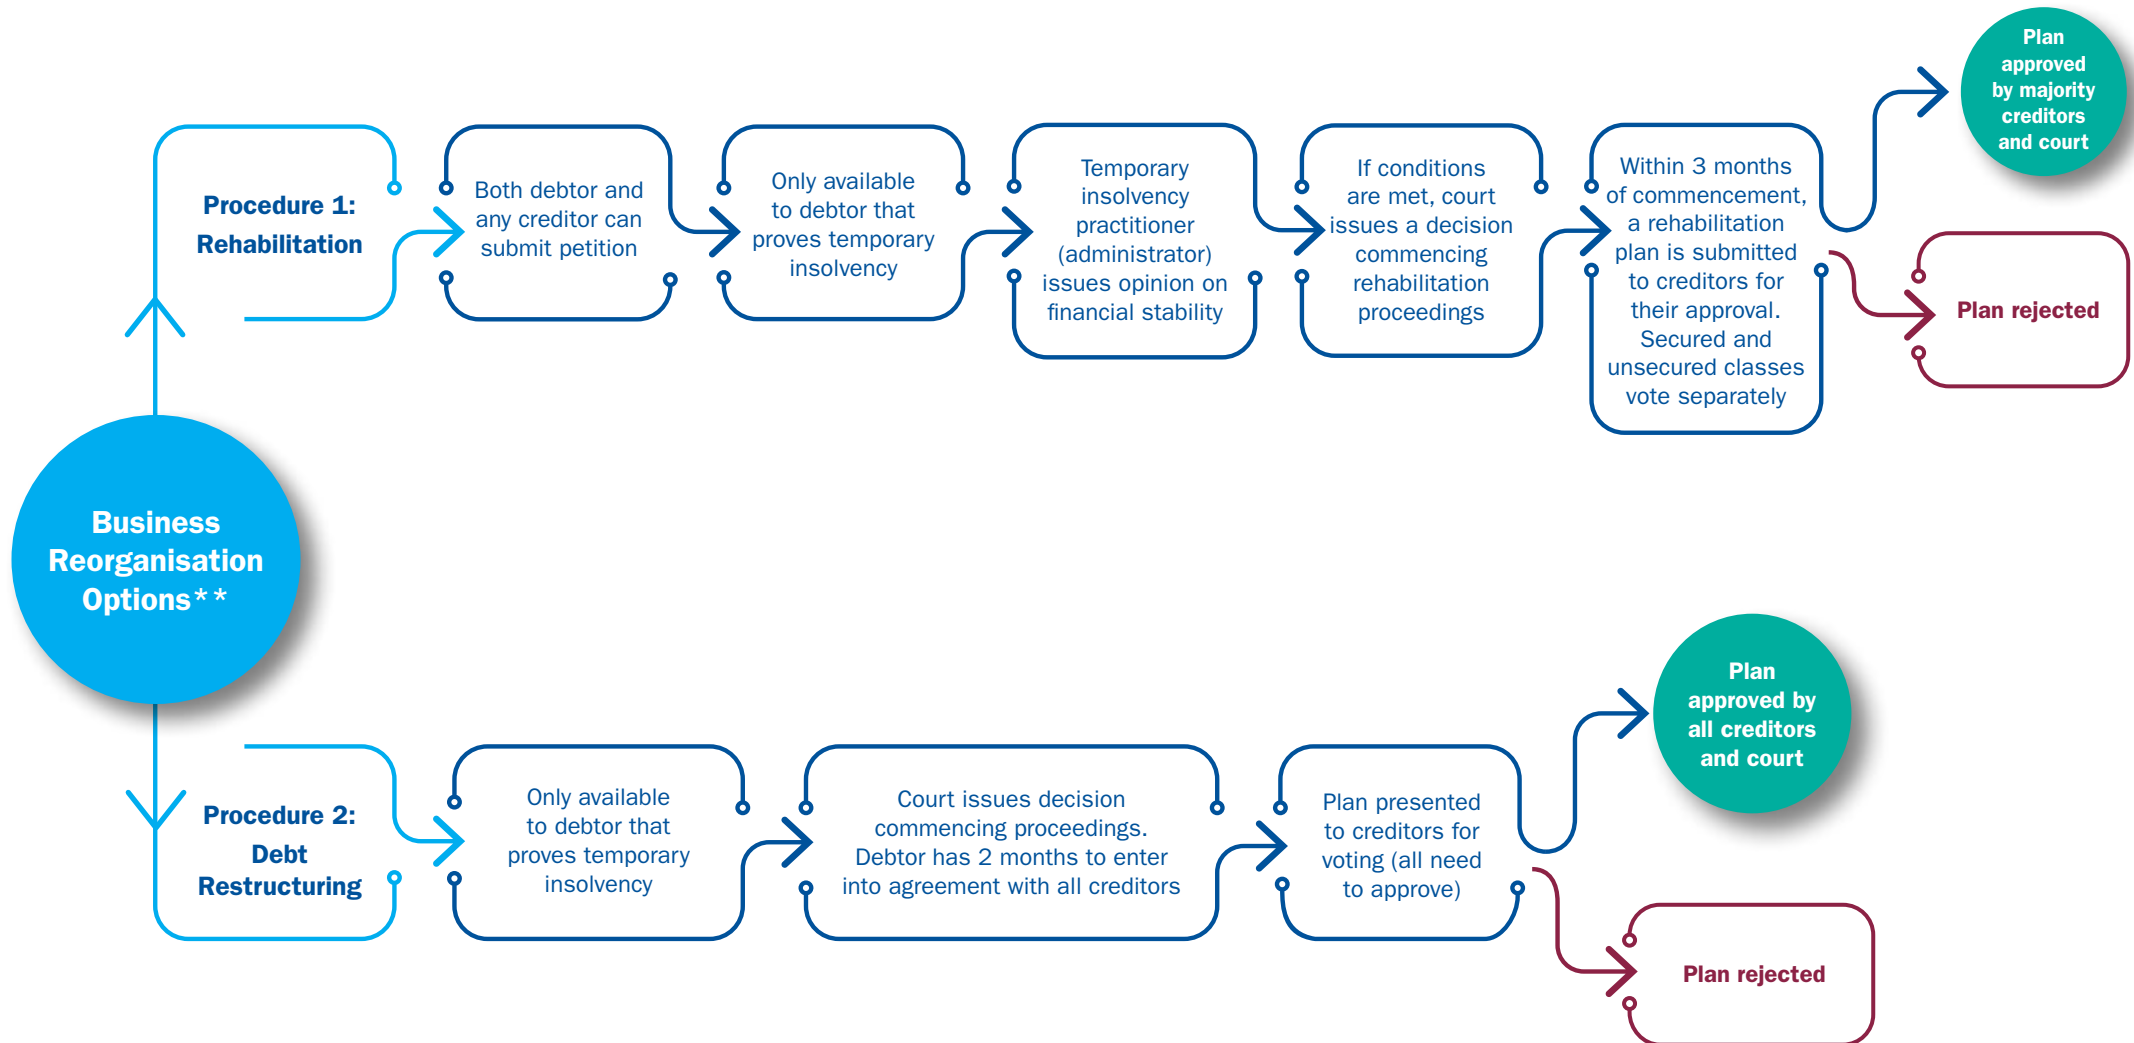 Business
Reorganisation
Options**
Procedure 1:
Rehabilitation
Both debtor and
any creditor can
submit petition
Only available
to debtor that
proves temporary
insolvency
Temporary
insolvency
practitioner
(administrator)
issues opinion on
financial stability
If conditions
are met, court
issues a decision
commencing
rehabilitation
proceedings
Within 3 months
of commencement,
a rehabilitation
plan is submitted
to creditors for
their approval.
Secured and
unsecured classes
vote separately
Plan
approved
by majority
creditors
and court
Plan rejected
Procedure 2:
Debt
Restructuring
Only available
to debtor that
proves temporary
insolvency
Court issues decision
commencing proceedings.
Debtor has 2 months to enter
into agreement with all creditors
Plan presented
to creditors for
voting (all need
to approve)
Plan
approved by
all creditors
and court
Plan rejected